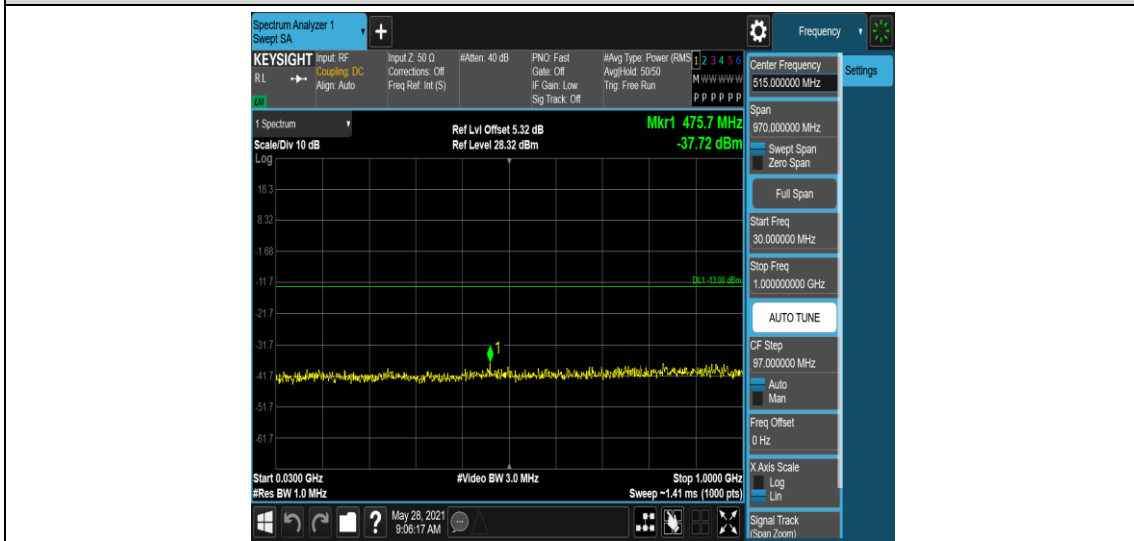 Spectrum Analyzer 1
Swept SA
+
Frequency
KEYSIGHT
RL
LXI
Input: RF
Coupling: DC
Align: Auto
Input Z: 50 Ω
Corrections: Off
Freq Ref: Int (S)
#Atten: 40 dB
PNO: Fast
Gate: Off
IF Gain: Low
Sig Track: Off
#Avg Type: Power (RMS
Avg|Hold: 50/50
Trig: Free Run
1 2 3 4 5 6
M W W W W W
P P P P P P
1 Spectrum
Scale/Div 10 dB
Ref Lvl Offset 5.32 dB
Ref Level 28.32 dBm
Mkr1 475.7 MHz
-37.72 dBm
Log
18.3
8.32
-1.68
-11.7
DL1 -13.00 dBm
-21.7
-31.7
1
-41.7
-51.7
-61.7
Start 0.0300 GHz
#Video BW 3.0 MHz
Stop 1.0000 GHz
#Res BW 1.0 MHz
Sweep ~1.41 ms (1000 pts)
?
May 28, 2021
9:06:17 AM
Center Frequency
515.000000 MHz
Settings
Span
970.000000 MHz
Swept Span
Zero Span
Full Span
Start Freq
30.000000 MHz
Stop Freq
1.000000000 GHz
AUTO TUNE
CF Step
97.000000 MHz
Auto
Man
Freq Offset
0 Hz
X Axis Scale
Log
Lin
Signal Track
(Span Zoom)